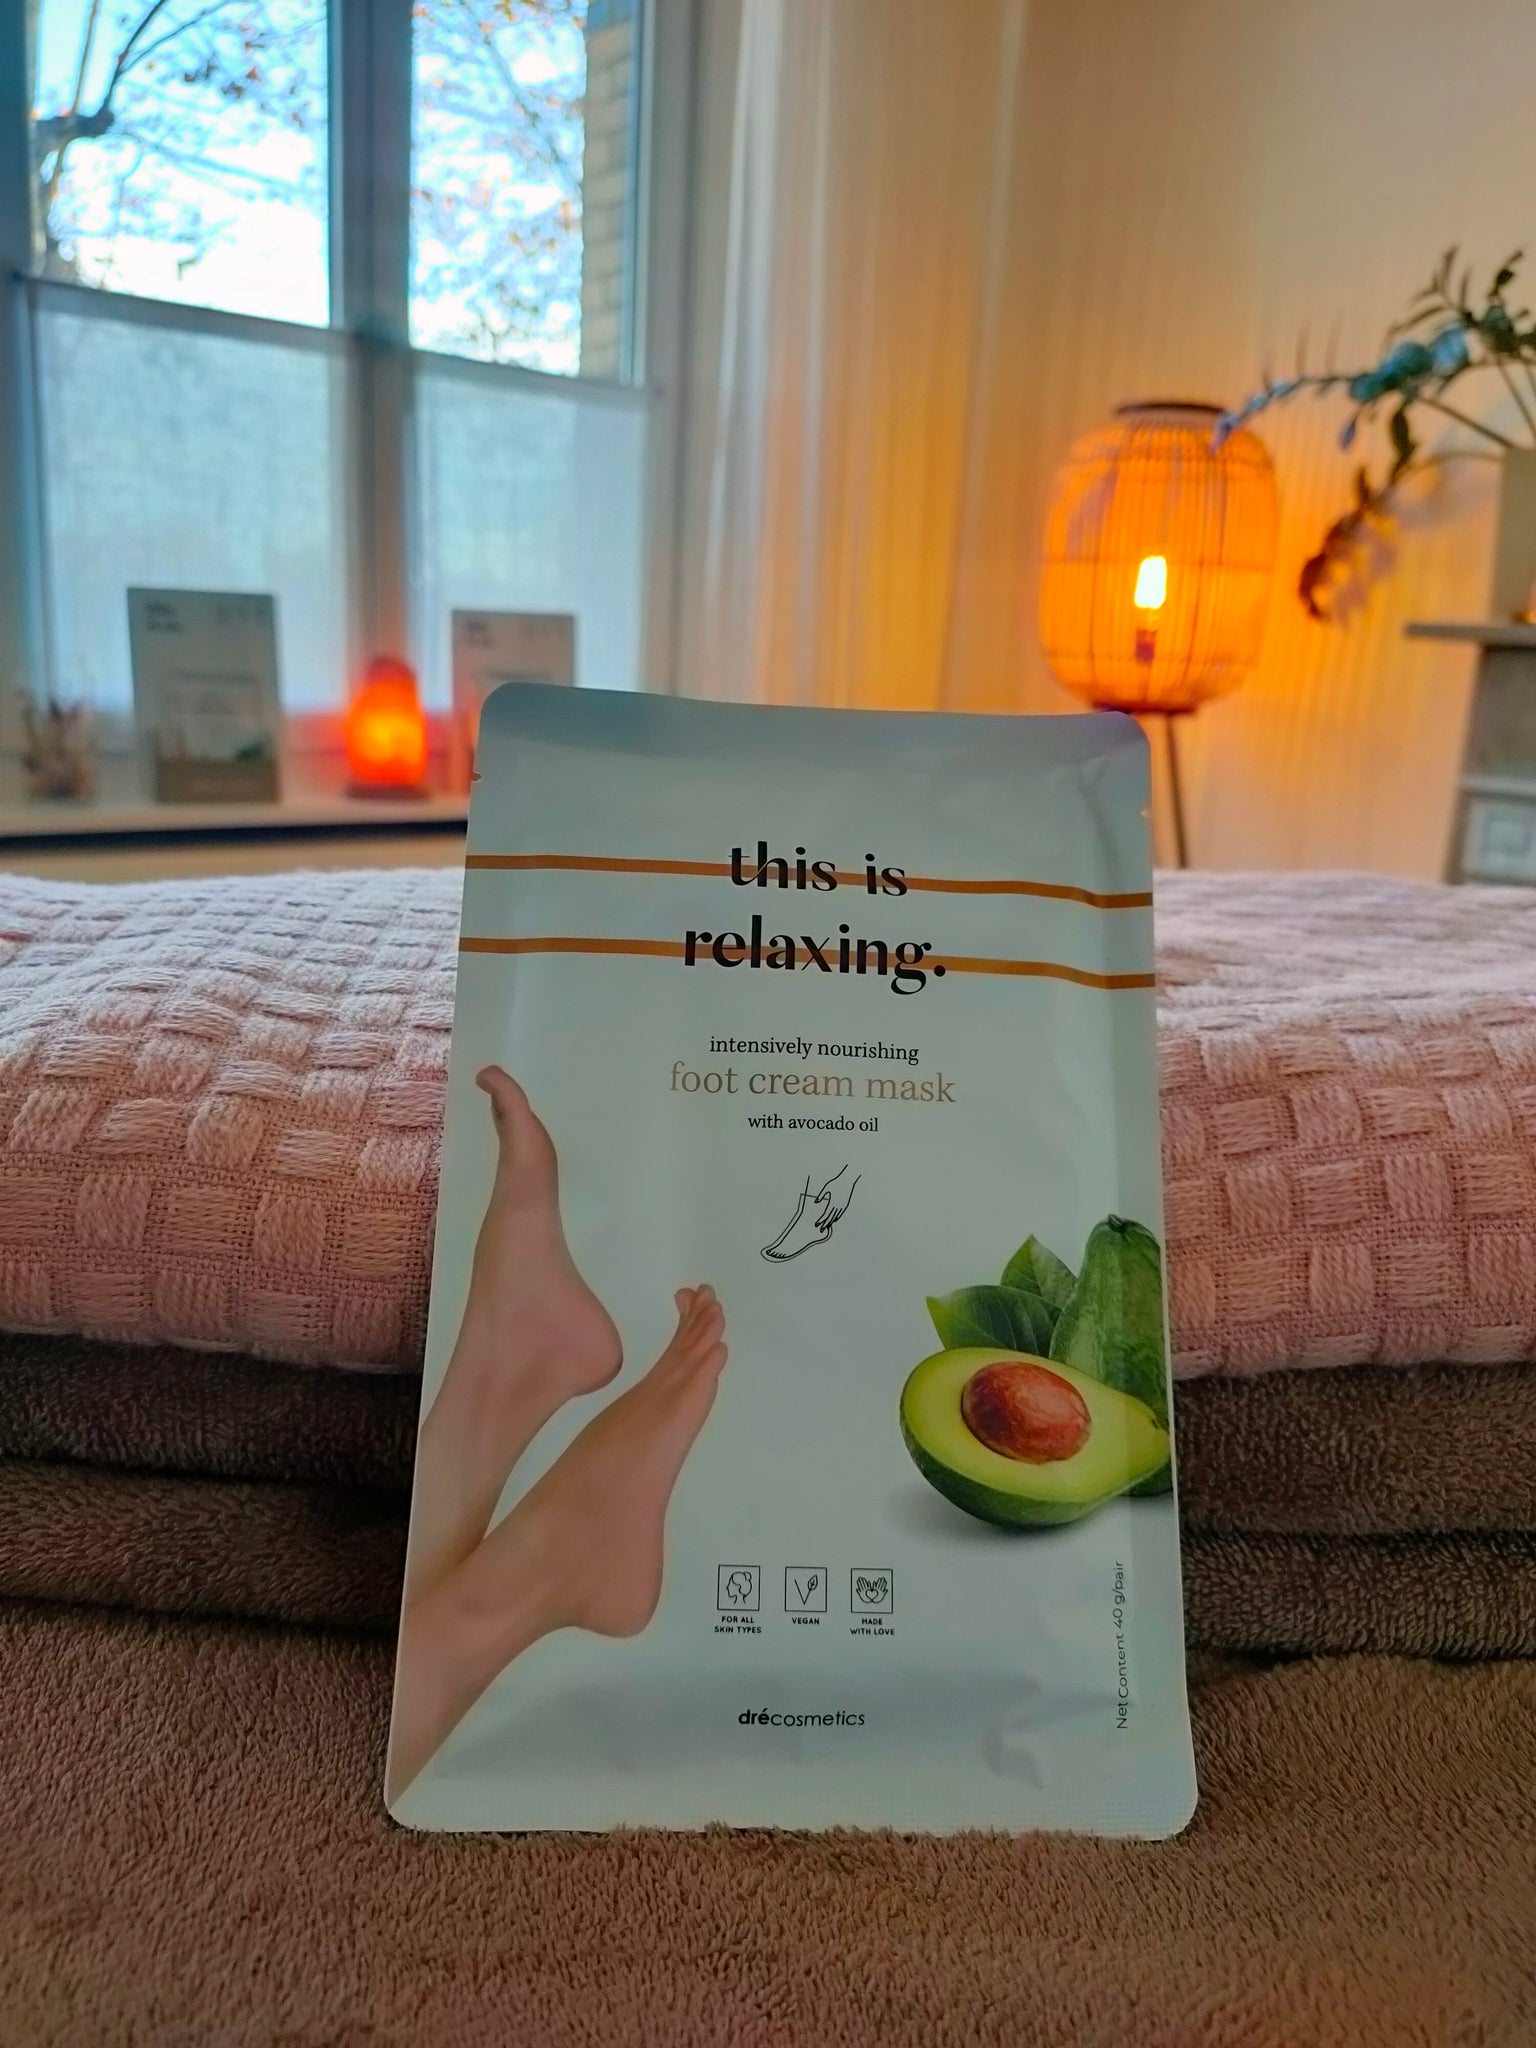 this is
relaxing.
intensively nourishing
foot cream mask
with avocado oil
FOR ALL
SKIN TYPES
VEGAN
MADE
WITH LOVE
Net Content 40 g/pair
drécosmetics